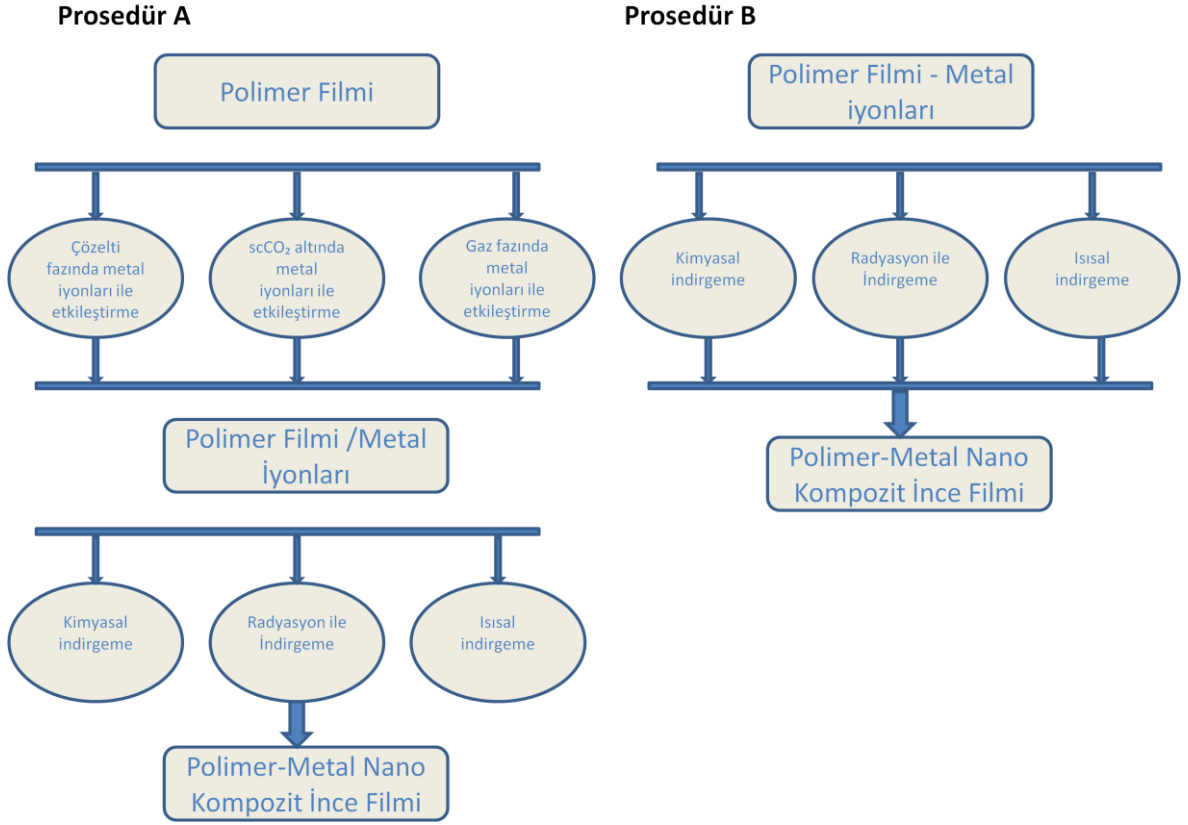 Prosedür A
Polimer Filmi
Çözelti
fazında metal
iyonları ile
etkileştirme
scCO₂ altında
metal
iyonları ile
etkileştirme
Gaz fazında
metal
iyonları ile
etkileştirme
Polimer Filmi /Metal
İyonları
Kimyasal
indirgeme
Radyasyon ile
İndirgeme
Isısal
indirgeme
Polimer-Metal Nano
Kompozit İnce Filmi
Prosedür B
Polimer Filmi - Metal
iyonları
Kimyasal
indirgeme
Radyasyon ile
İndirgeme
Isısal
indirgeme
Polimer-Metal Nano
Kompozit İnce Filmi